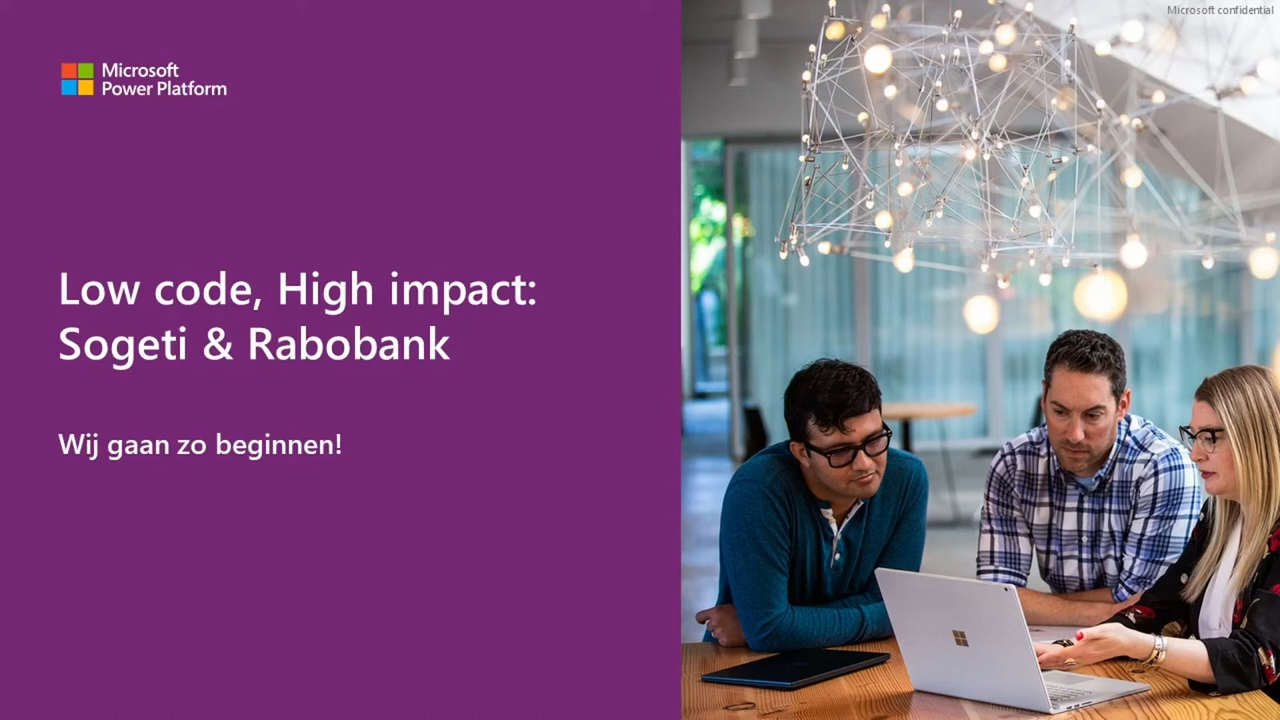 Microsoft confidential
Microsoft
Power Platform
Low code, High impact:
Sogeti & Rabobank
Wij gaan zo beginnen!